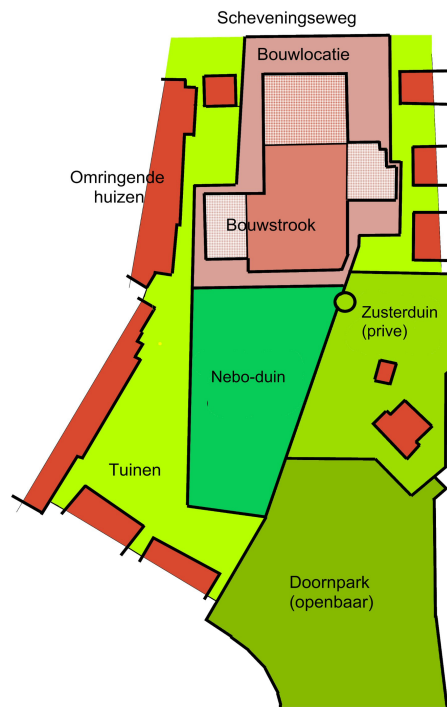 Scheveningseweg
Bouwlocatie
Omringende
huizen
Bouwstrook
Zusterduin
(prive)
Nebo-duin
Tuinen
Doornpark
(openbaar)